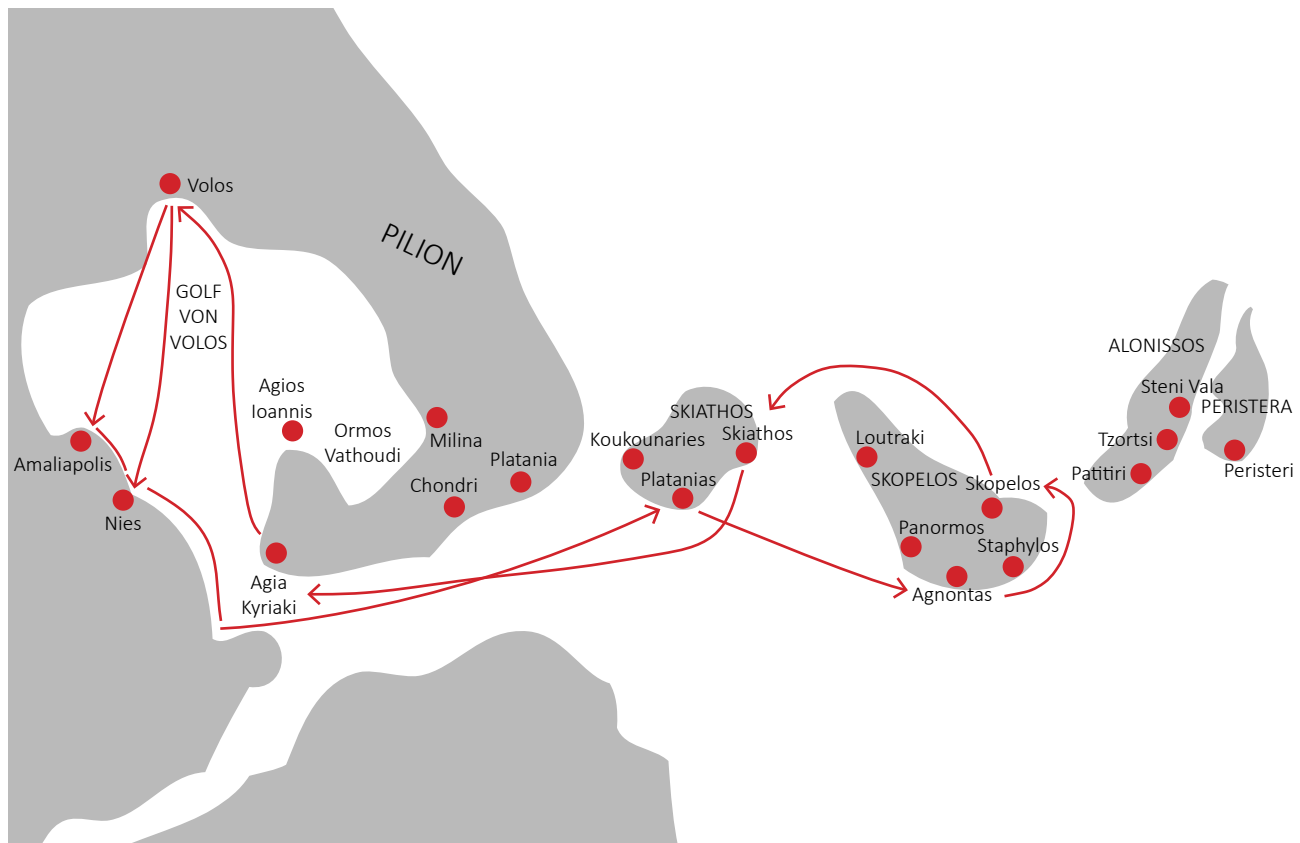 Volos
PILION
GOLF
VON
VOLOS
Agios
Ioannis
Ormos
Vathoudi
Milina
Amaliapolis
Nies
Chondri
Platania
Agia
Kyriaki
SKIATHOS
Koukounaries
Skiathos
Platanias
Loutraki
SKOPELOS
Skopelos
Panormos
Staphylos
Agnontas
ALONISSOS
Steni Vala
PERISTERA
Tzortsi
Patitiri
Peristeri